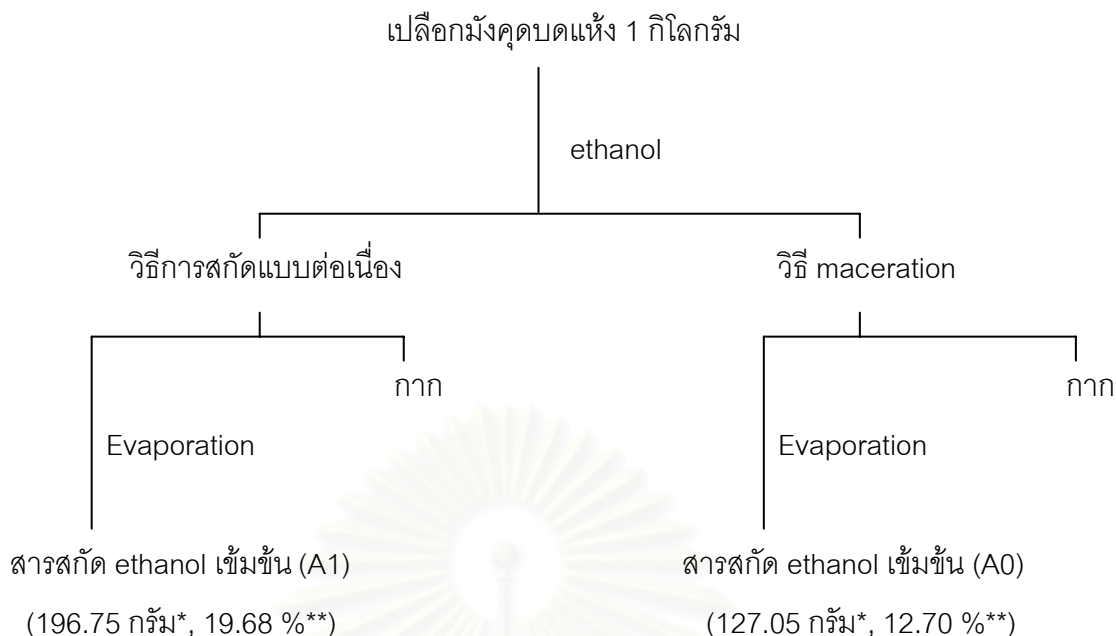 เปลือกมังคุดบดแห้ง 1 กิโลกรัม
ethanol
วิธีการสกัดแบบต่อเนื่อง
วิธี maceration
กาก
กาก
Evaporation
Evaporation
สารสกัด ethanol เข้มข้น (A1)
สารสกัด ethanol เข้มข้น (A0)
(196.75 กรัม*, 19.68 %**)
(127.05 กรัม*, 12.70 %**)